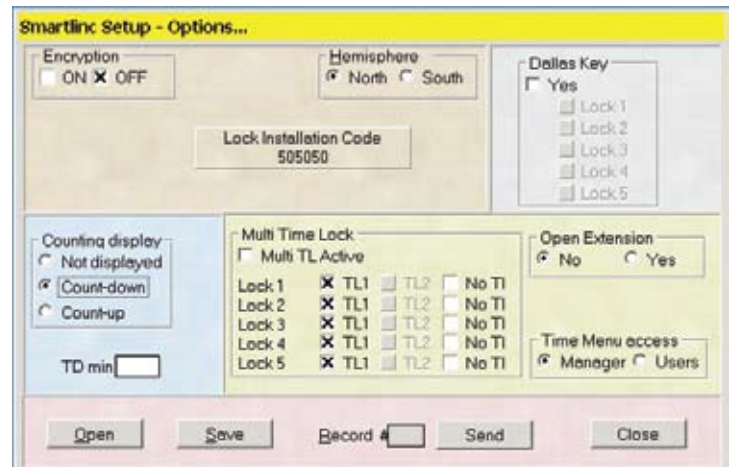 Smartlinc Setup - Options...
Encryption
ON OFF
Hemisphere
North South
Dallas Key
Yes
Lock 1
Lock 2
Lock 3
Lock 4
Lock 5
Lock Installation Code
505050
Counting display
Not displayed
Count-down
Count-up
TD min
Multi Time Lock
Multi TL Active
Lock 1 TL1 TL2 No Tl
Lock 2 TL1 TL2 No Tl
Lock 3 TL1 TL2 No Tl
Lock 4 TL1 TL2 No Tl
Lock 5 TL1 TL2 No Tl
Open Extension
No Yes
Time Menu access
Manager Users
Open Save Record # Send Close